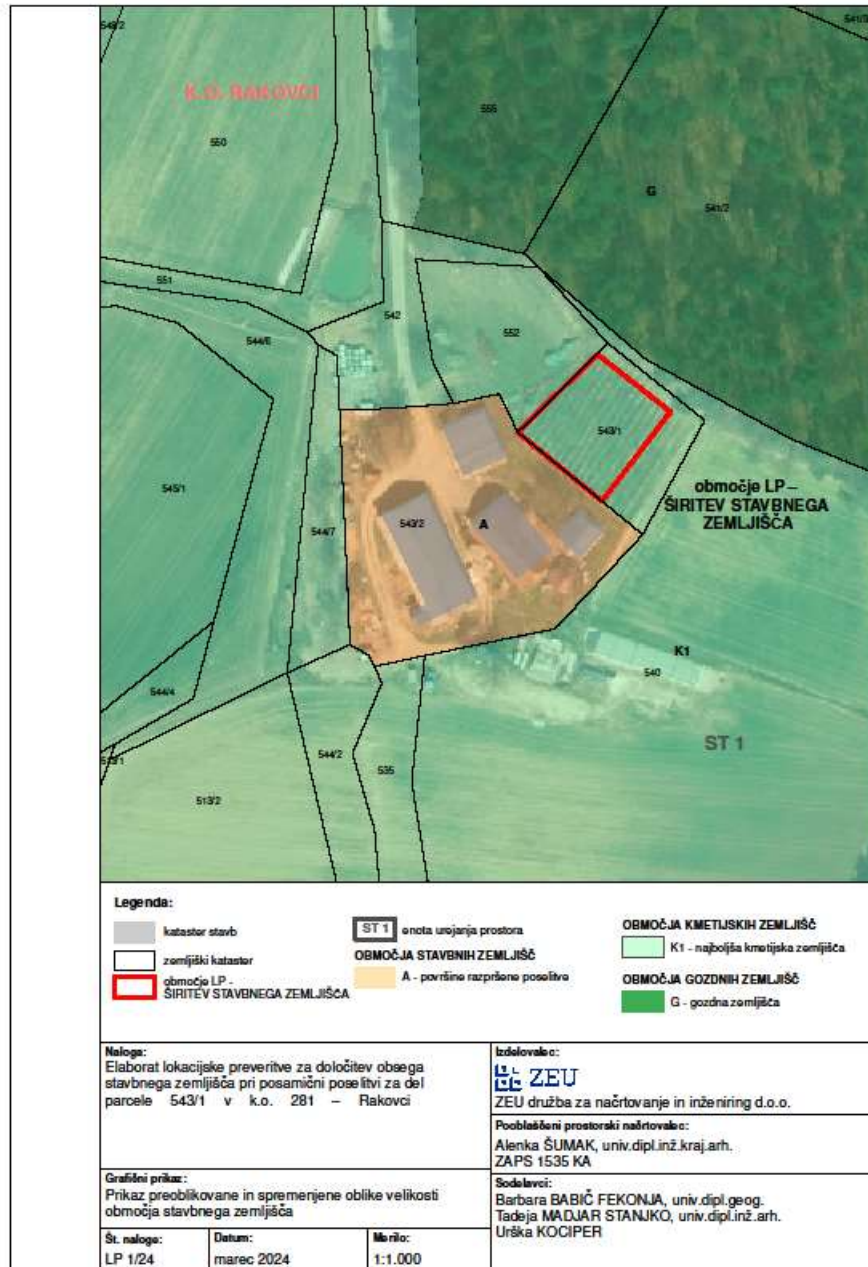 548/2
541/3
K.O. RAKOVCI
555
550
G
541/2
551
542
544/6
552
543/1
545/1
območje LP –
ŠIRITEV STAVBNEGA
ZEMLJIŠČA
543/2
A
544/7
K1
540
544/4
ST 1
544/2
535
513/1
513/2
Legenda:
kataster stavb
zemljiški kataster
območje LP -
ŠIRITEV STAVBNEGA ZEMLJIŠČA
ST 1 enota urejanja prostora
OBMOČJA STAVBNIH ZEMLJIŠČ
A - površine razpršene poselitve
OBMOČJA KMETIJSKIH ZEMLJIŠČ
K1 - najboljša kmetijska zemljišča
OBMOČJA GOZDNIH ZEMLJIŠČ
G - gozdna zemljišča
Naloga:
Elaborat lokacijske preveritve za določitev obsega
stavbnega zemljišča pri posamični poselitvi za del
parcele 543/1 v k.o. 281 – Rakovci
Grafični prikaz:
Prikaz preoblikovane in spremenjene oblike velikosti
območja stavbnega zemljišča
Št. naloge:
LP 1/24
Datum:
marec 2024
Merilo:
1:1.000
Izdelovalec:
ZEU
ZEU družba za načrtovanje in inženiring d.o.o.
Pooblaščeni prostorski načrtovalec:
Alenka ŠUMAK, univ.dipl.inž.kraj.arh.
ZAPS 1535 KA
Sodelavci:
Barbara BABIČ FEKONJA, univ.dipl.geog.
Tadeja MADJAR STANJKO, univ.dipl.inž.arh.
Urška KOCIPER